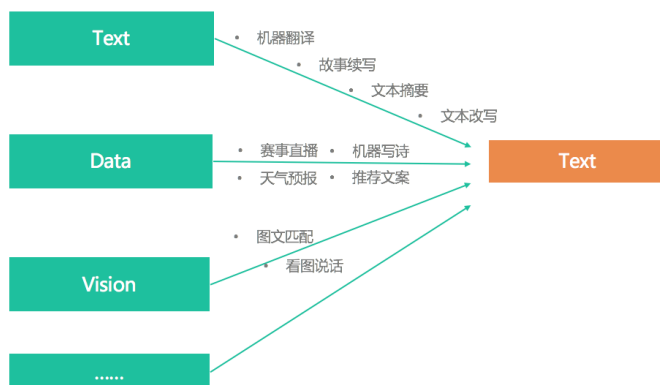 Text
• 机器翻译
• 故事续写
• 文本摘要
• 文本改写
Data
• 赛事直播 • 机器写诗
• 天气预报 • 推荐文案
Text
Vision
• 图文匹配
• 看图说话
……